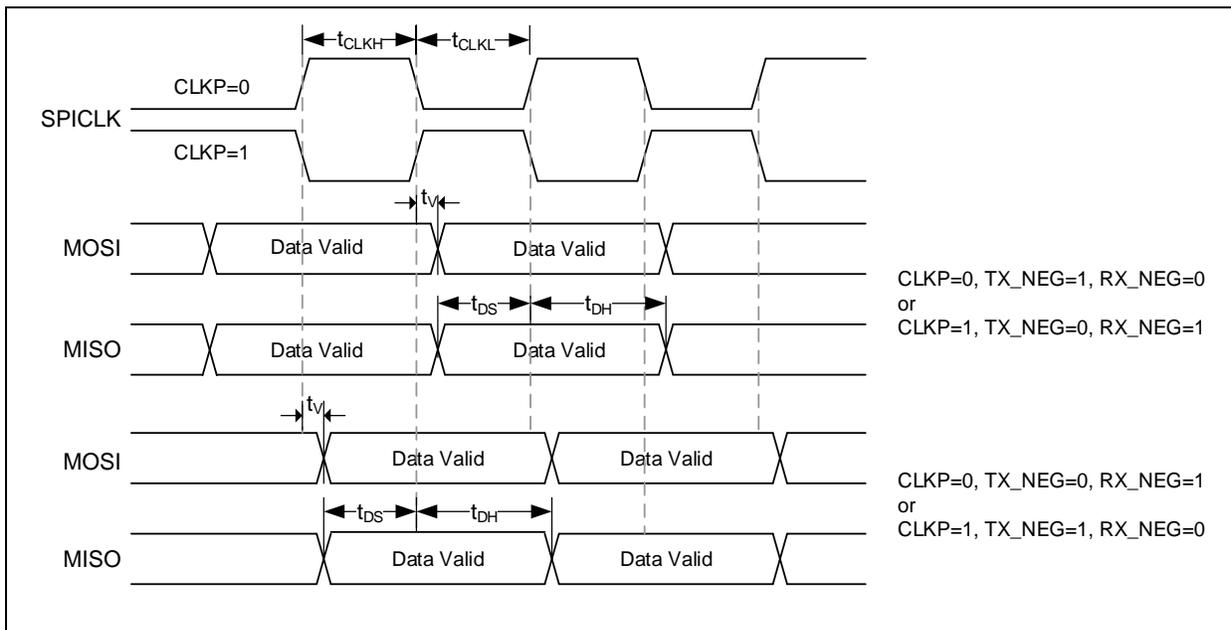 tCLKH tCLKL
CLKP=0
SPICLK
CLKP=1
tV
MOSI Data Valid Data Valid
CLKP=0, TX_NEG=1, RX_NEG=0
or
CLKP=1, TX_NEG=0, RX_NEG=1
tDS tDH
MISO Data Valid Data Valid
tV
MOSI Data Valid Data Valid
CLKP=0, TX_NEG=0, RX_NEG=1
or
CLKP=1, TX_NEG=1, RX_NEG=0
tDS tDH
MISO Data Valid Data Valid